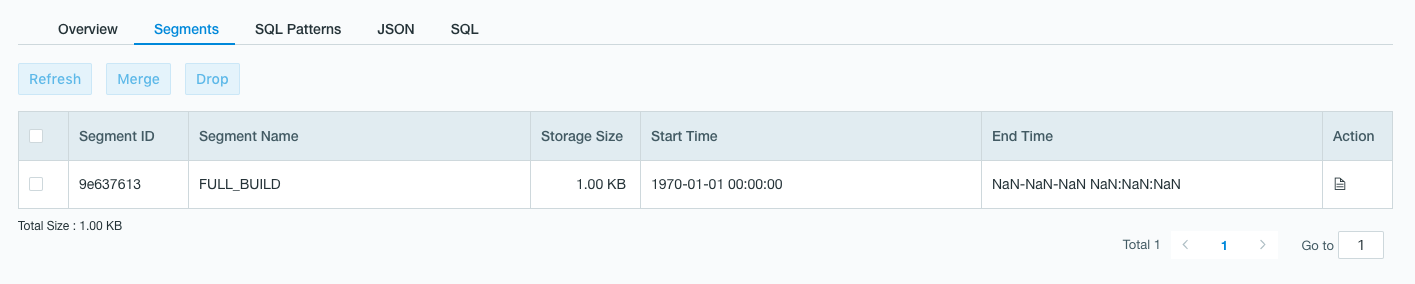 Overview Segments SQL Patterns JSON SQL
Refresh Merge Drop
Segment ID Segment Name Storage Size Start Time End Time Action
9e637613 FULL_BUILD 1.00 KB 1970-01-01 00:00:00 NaN-NaN-NaN NaN:NaN:NaN
Total Size : 1.00 KB
Total 1 1 Go to 1